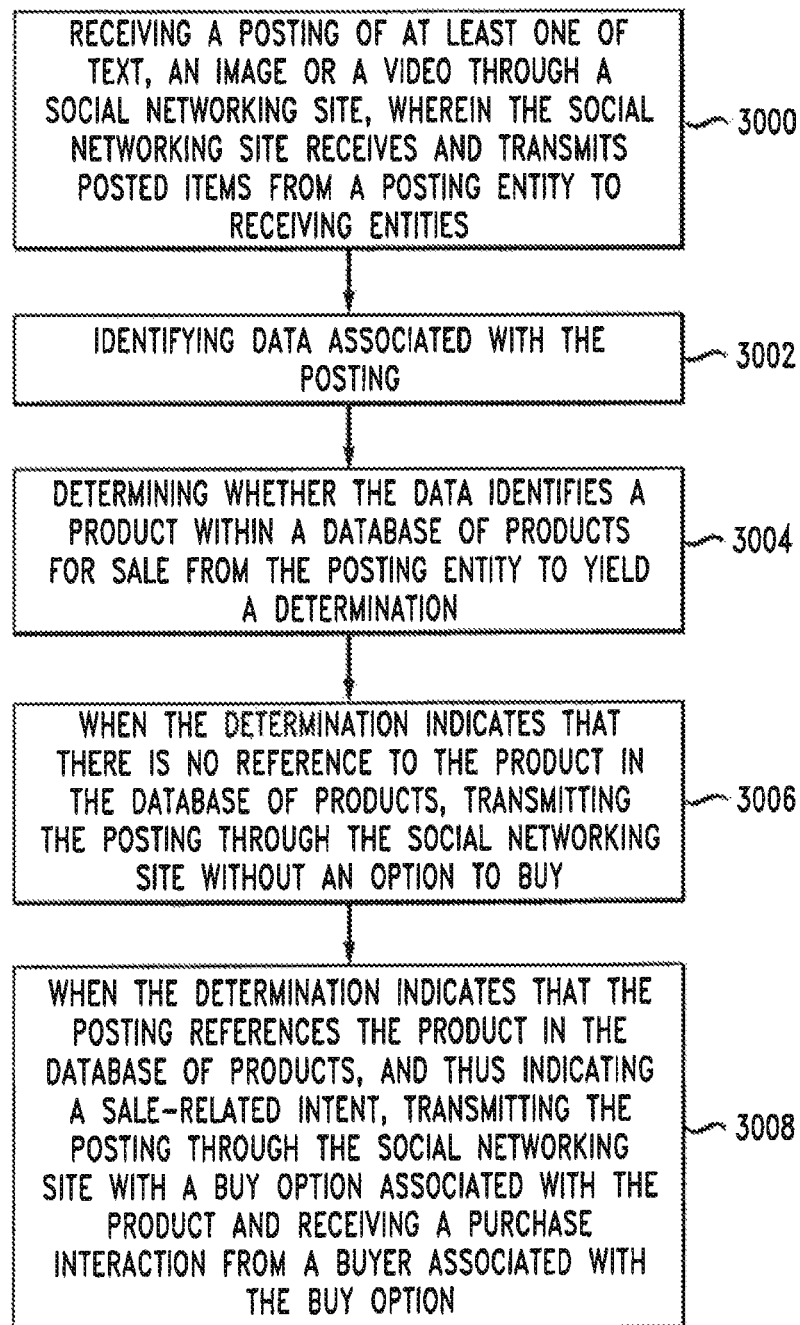 RECEIVING A POSTING OF AT LEAST ONE OF
TEXT, AN IMAGE OR A VIDEO THROUGH A
SOCIAL NETWORKING SITE, WHEREIN THE SOCIAL
NETWORKING SITE RECEIVES AND TRANSMITS
POSTED ITEMS FROM A POSTING ENTITY TO
RECEIVING ENTITIES
3000
IDENTIFYING DATA ASSOCIATED WITH THE
POSTING
3002
DETERMINING WHETHER THE DATA IDENTIFIES A
PRODUCT WITHIN A DATABASE OF PRODUCTS
FOR SALE FROM THE POSTING ENTITY TO YIELD
A DETERMINATION
3004
WHEN THE DETERMINATION INDICATES THAT
THERE IS NO REFERENCE TO THE PRODUCT IN
THE DATABASE OF PRODUCTS, TRANSMITTING
THE POSTING THROUGH THE SOCIAL NETWORKING
SITE WITHOUT AN OPTION TO BUY
3006
WHEN THE DETERMINATION INDICATES THAT THE
POSTING REFERENCES THE PRODUCT IN THE
DATABASE OF PRODUCTS, AND THUS INDICATING
A SALE-RELATED INTENT, TRANSMITTING THE
POSTING THROUGH THE SOCIAL NETWORKING
SITE WITH A BUY OPTION ASSOCIATED WITH THE
PRODUCT AND RECEIVING A PURCHASE
INTERACTION FROM A BUYER ASSOCIATED WITH
THE BUY OPTION
3008